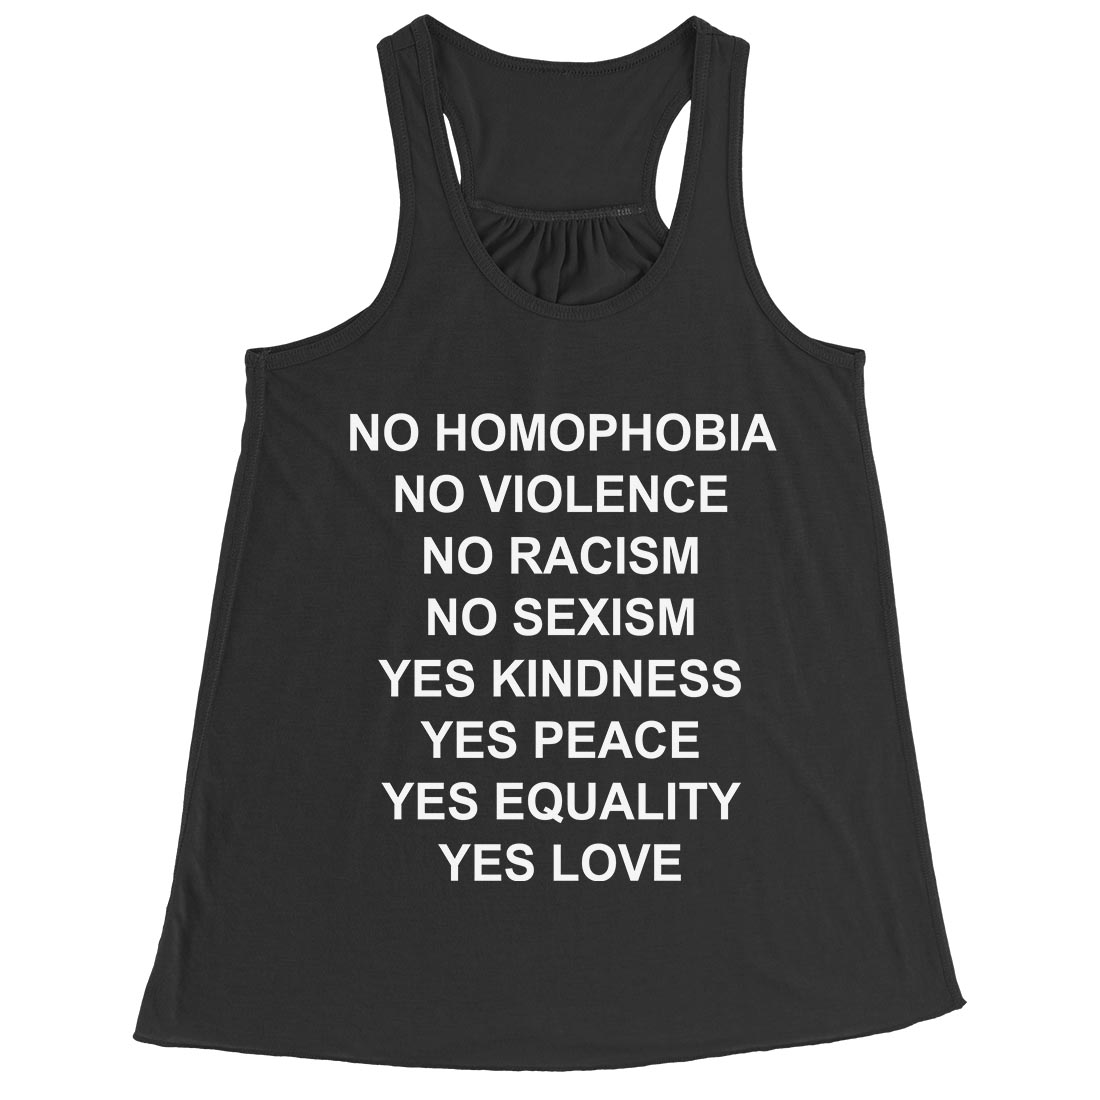 NO HOMOPHOBIA
NO VIOLENCE
NO RACISM
NO SEXISM
YES KINDNESS
YES PEACE
YES EQUALITY
YES LOVE